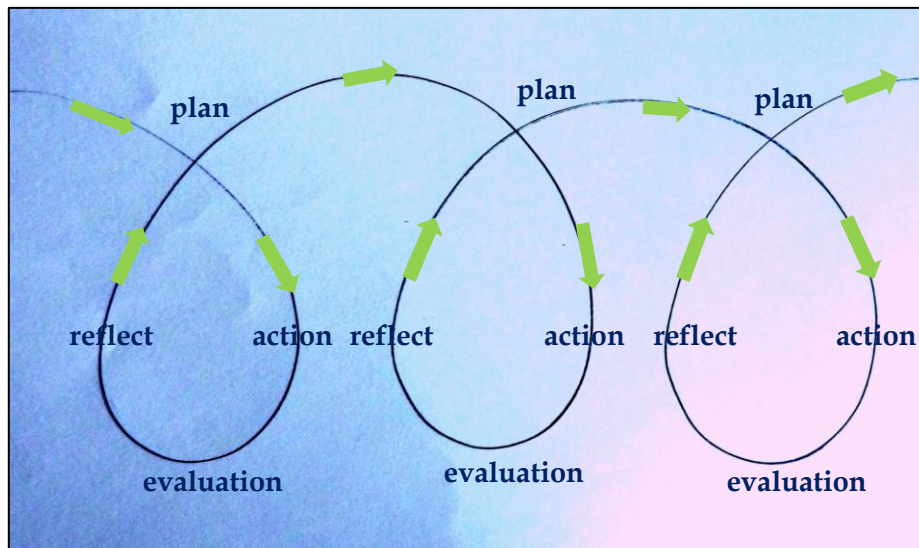 plan
plan
plan
reflect
action
reflect
action
reflect
action
evaluation
evaluation
evaluation